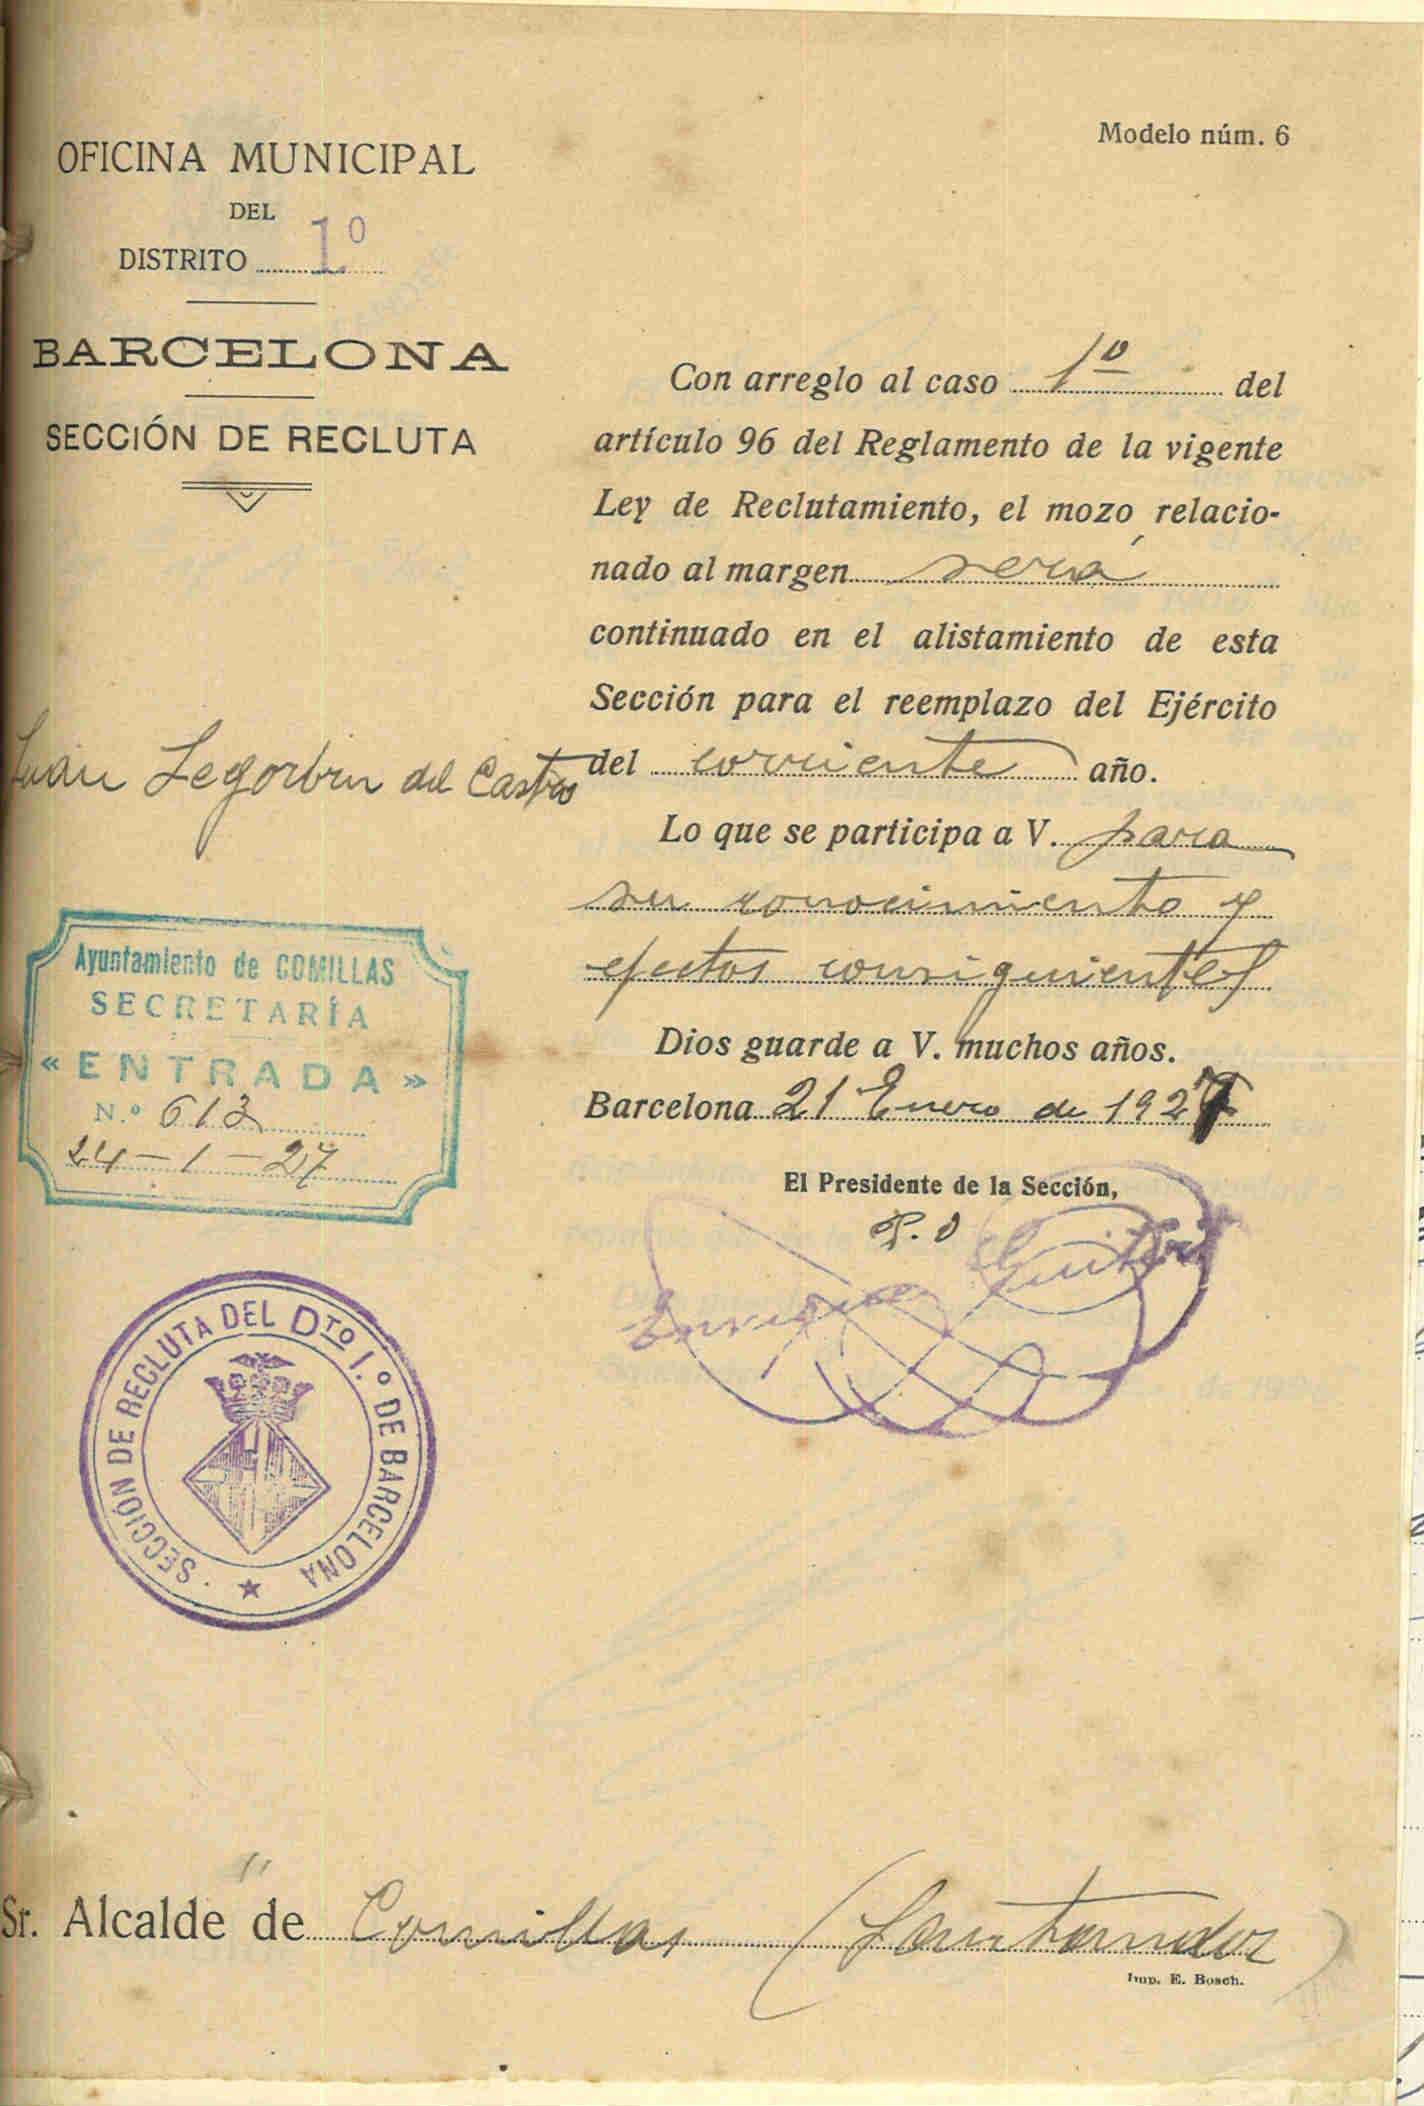 OFICINA MUNICIPAL
DEL
DISTRITO 1º
BARCELONA
SECCIÓN DE RECLUTA
Modelo núm. 6
Con arreglo al caso 1º del
artículo 96 del Reglamento de la vigente
Ley de Reclutamiento, el mozo relacio-
nado al margen será
continuado en el alistamiento de esta
Sección para el reemplazo del Ejército
del corriente año.
Lo que se participa a V. para
su conocimiento y
efectos consiguientes
Dios guarde a V. muchos años.
Barcelona 21 Enero de 1927
El Presidente de la Sección,
P. O
Enrique
Juan Segorbin del Castro
Ayuntamiento de COMILLAS
SECRETARÍA
« ENTRADA »
N.º 613
24-1-27
SECCIÓN DE RECLUTA DEL DTO 1.º DE BARCELONA
Sr. Alcalde de Comillas (Santander)
Imp. E. Bosch.